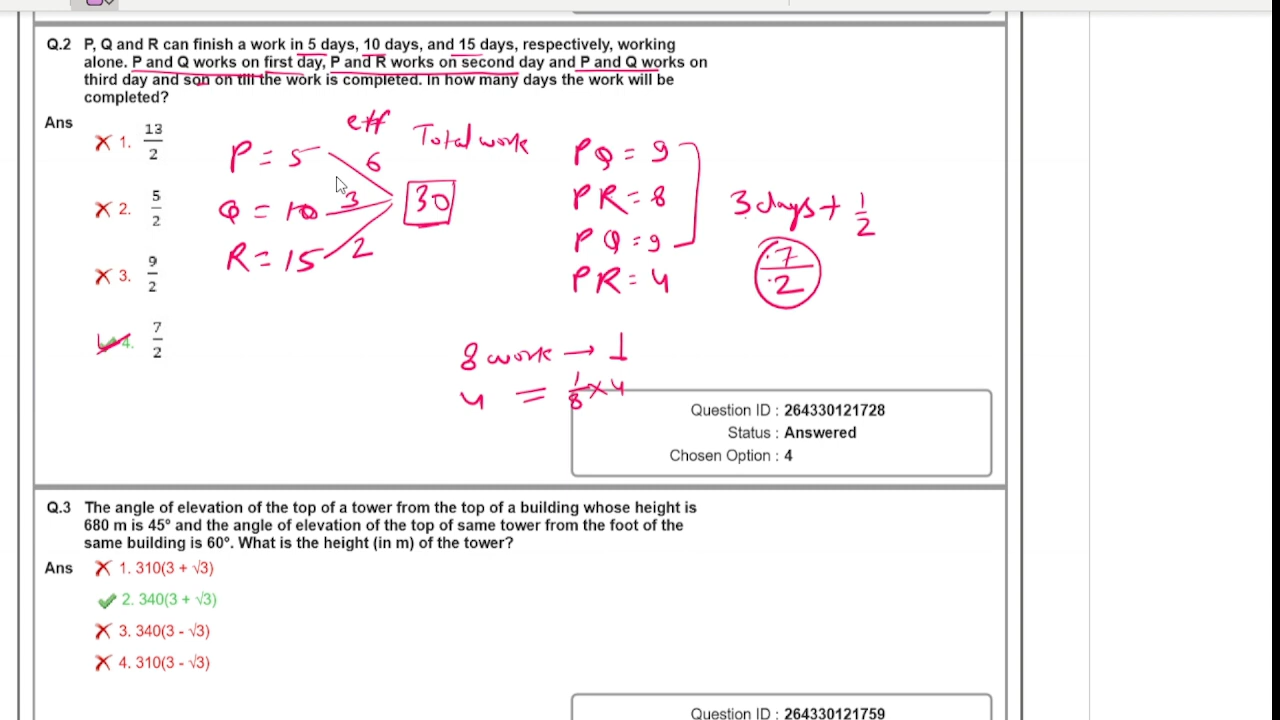 Q.2 P, Q and R can finish a work in 5 days, 10 days, and 15 days, respectively, working
alone. P and Q works on first day, P and R works on second day and P and Q works on
third day and son on till the work is completed. In how many days the work will be
completed?
Ans
1. 13/2
2. 5/2
3. 9/2
4. 7/2
eff
Total work
P = 5
6
Q = 10
3
30
R = 15
2
PQ = 9
PR = 8
PQ = 9
PR = 4
3 days + 1/2
7/2
8 work → 1
4 = 1/8 × 4
Question ID : 264330121728
Status : Answered
Chosen Option : 4
Q.3 The angle of elevation of the top of a tower from the top of a building whose height is
680 m is 45° and the angle of elevation of the top of same tower from the foot of the
same building is 60°. What is the height (in m) of the tower?
Ans
1. 310(3 + √3)
2. 340(3 + √3)
3. 340(3 - √3)
4. 310(3 - √3)
Question ID : 264330121759